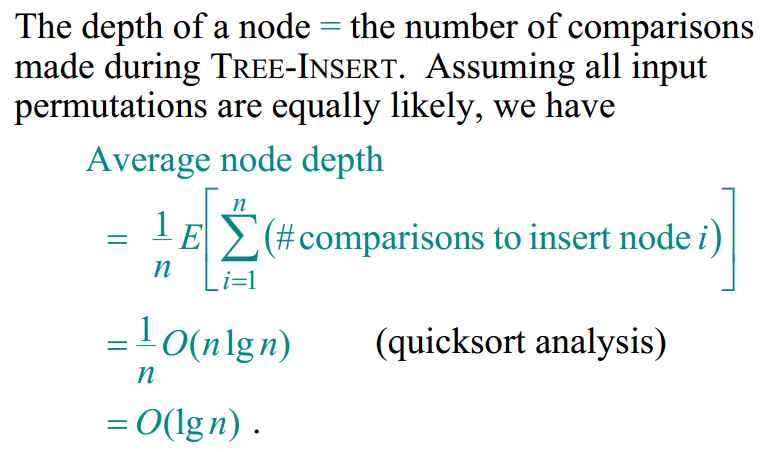 The depth of a node = the number of comparisons
made during TREE-INSERT. Assuming all input
permutations are equally likely, we have
Average node depth
= \frac{1}{n} E\left[ \sum_{i=1}^{n} (\# comparisons to insert node i) \right]
= \frac{1}{n} O(n lg n) (quicksort analysis)
= O(lg n) .